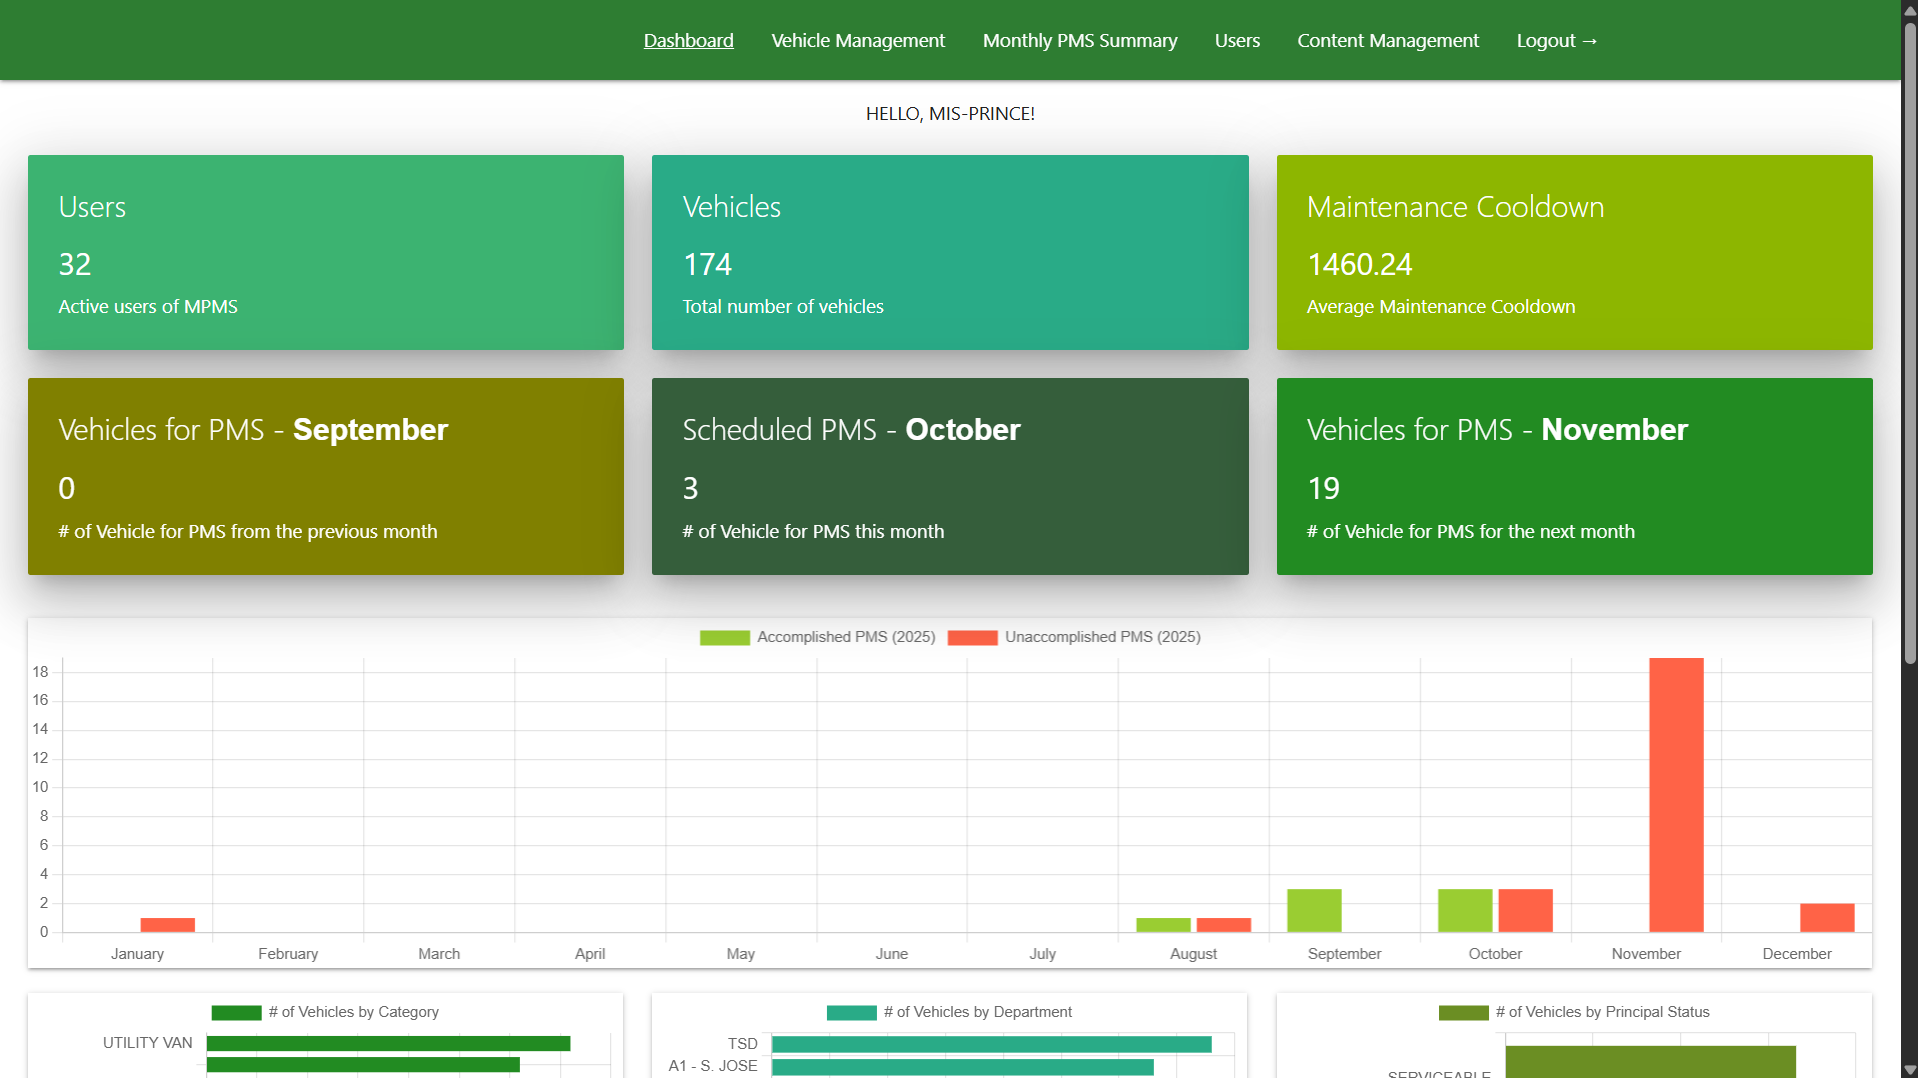 Dashboard Vehicle Management Monthly PMS Summary Users Content Management Logout →
HELLO, MIS-PRINCE!
Users
32
Active users of MPMS
Vehicles
174
Total number of vehicles
Maintenance Cooldown
1460.24
Average Maintenance Cooldown
Vehicles for PMS - September
0
# of Vehicle for PMS from the previous month
Scheduled PMS - October
3
# of Vehicle for PMS this month
Vehicles for PMS - November
19
# of Vehicle for PMS for the next month
Accomplished PMS (2025) Unaccomplished PMS (2025)
18
16
14
12
10
8
6
4
2
0
January February March April May June July August September October November December
# of Vehicles by Category
UTILITY VAN
# of Vehicles by Department
TSD
A1 - S. JOSE
# of Vehicles by Principal Status
SERVICEABLE